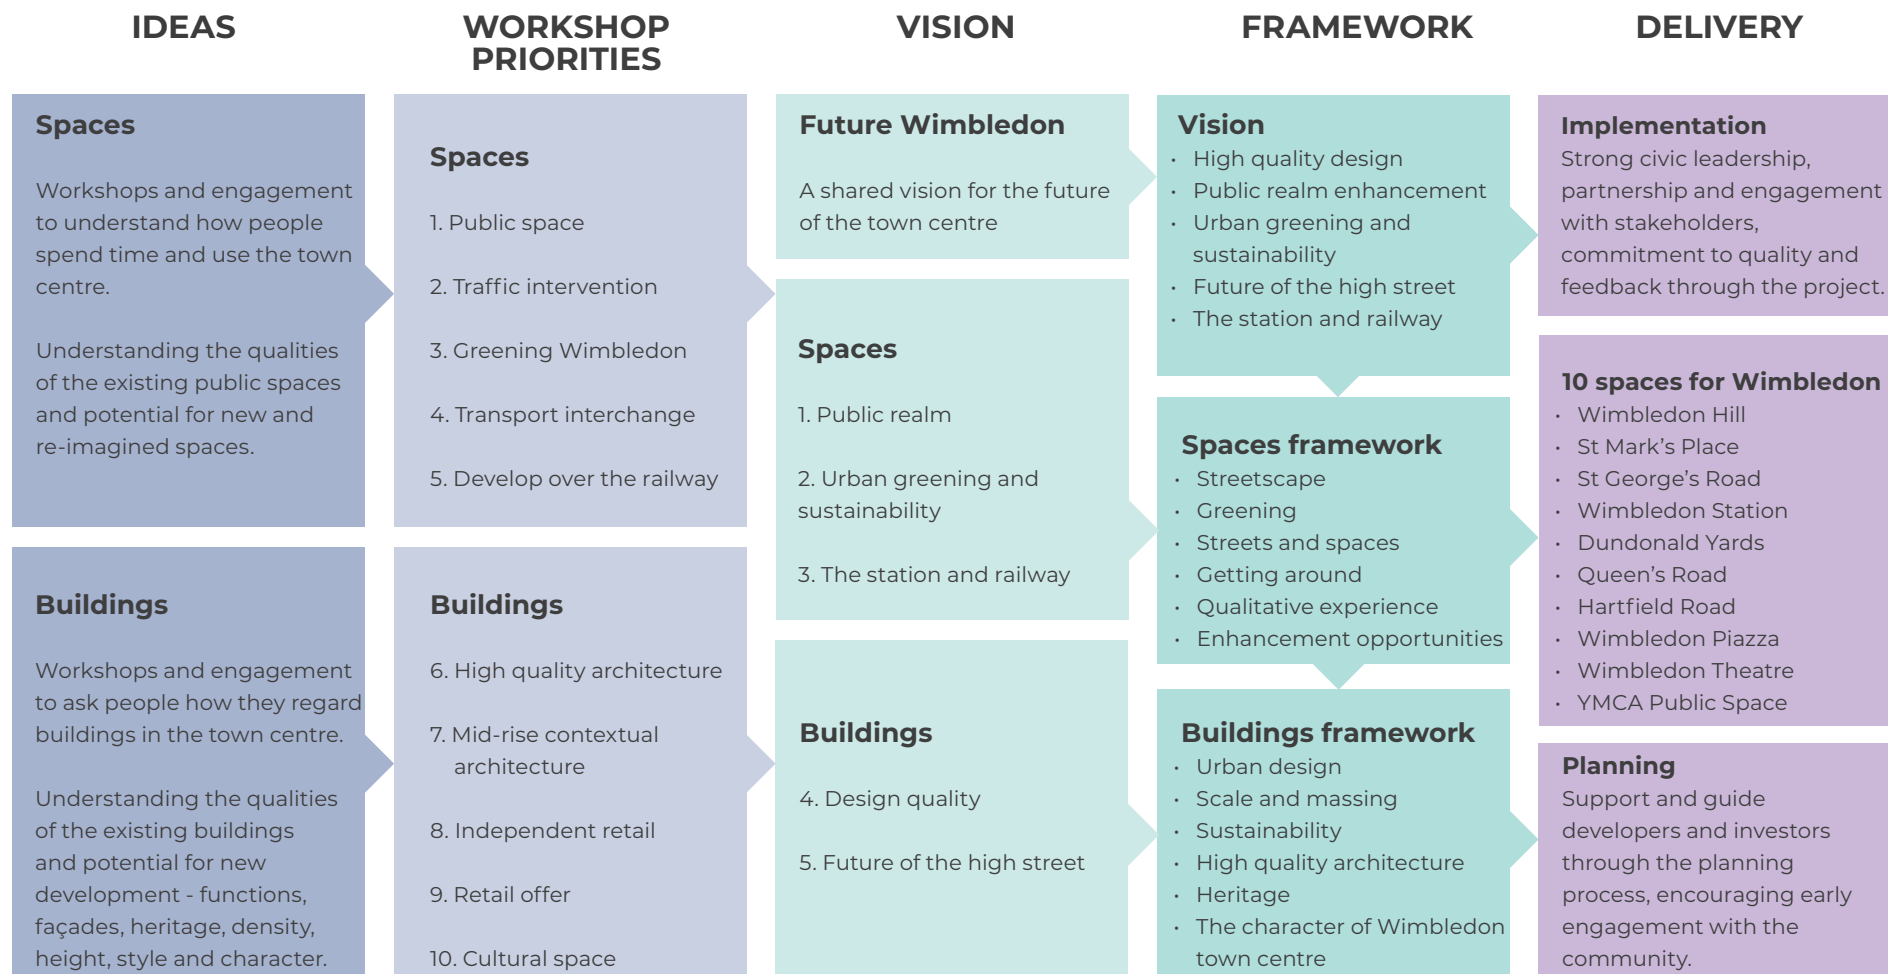 IDEAS
WORKSHOP
PRIORITIES
VISION
FRAMEWORK
DELIVERY
Spaces
Workshops and engagement
to understand how people
spend time and use the town
centre.
Understanding the qualities
of the existing public spaces
and potential for new and
re-imagined spaces.
Buildings
Workshops and engagement
to ask people how they regard
buildings in the town centre.
Understanding the qualities
of the existing buildings
and potential for new
development - functions,
façades, heritage, density,
height, style and character.
Spaces
1. Public space
2. Traffic intervention
3. Greening Wimbledon
4. Transport interchange
5. Develop over the railway
Buildings
6. High quality architecture
7. Mid-rise contextual
architecture
8. Independent retail
9. Retail offer
10. Cultural space
Future Wimbledon
A shared vision for the future
of the town centre
Spaces
1. Public realm
2. Urban greening and
sustainability
3. The station and railway
Buildings
4. Design quality
5. Future of the high street
Vision
• High quality design
• Public realm enhancement
• Urban greening and
sustainability
• Future of the high street
• The station and railway
Spaces framework
• Streetscape
• Greening
• Streets and spaces
• Getting around
• Qualitative experience
• Enhancement opportunities
Buildings framework
• Urban design
• Scale and massing
• Sustainability
• High quality architecture
• Heritage
• The character of Wimbledon
town centre
Implementation
Strong civic leadership,
partnership and engagement
with stakeholders,
commitment to quality and
feedback through the project.
10 spaces for Wimbledon
• Wimbledon Hill
• St Mark's Place
• St George's Road
• Wimbledon Station
• Dundonald Yards
• Queen's Road
• Hartfield Road
• Wimbledon Piazza
• Wimbledon Theatre
• YMCA Public Space
Planning
Support and guide
developers and investors
through the planning
process, encouraging early
engagement with the
community.